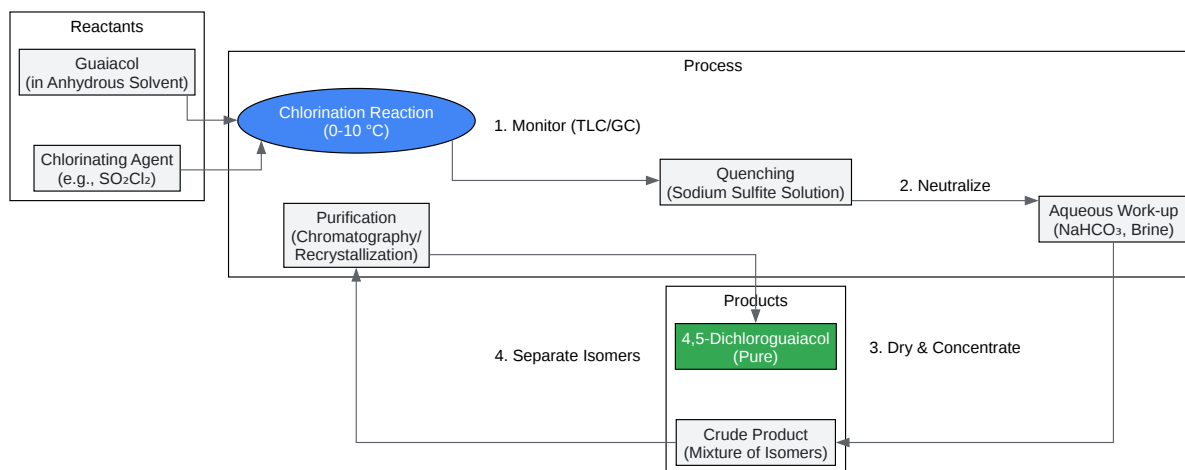 Reactants
Guaiacol
(in Anhydrous Solvent)
Chlorinating Agent
(e.g., SO₂Cl₂)
Process
Chlorination Reaction
(0-10 °C)
1. Monitor (TLC/GC)
Quenching
(Sodium Sulfite Solution)
2. Neutralize
Aqueous Work-up
(NaHCO₃, Brine)
Purification
(Chromatography/
Recrystallization)
Products
4,5-Dichloroguaiacol
(Pure)
3. Dry & Concentrate
4. Separate Isomers
Crude Product
(Mixture of Isomers)